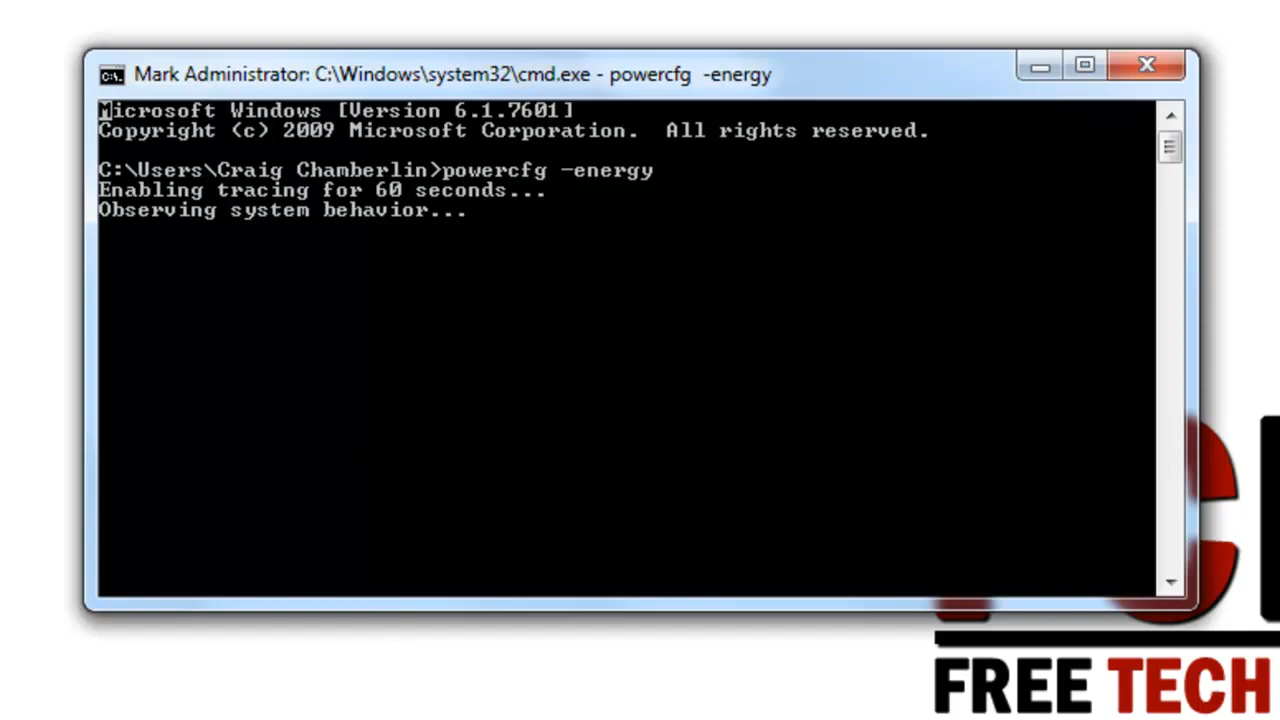 Mark Administrator: C:\Windows\system32\cmd.exe - powercfg  -energy
Microsoft Windows [Version 6.1.7601]
Copyright (c) 2009 Microsoft Corporation.  All rights reserved.
C:\Users\Craig Chamberlin>powercfg -energy
Enabling tracing for 60 seconds...
Observing system behavior...
FREE TECH